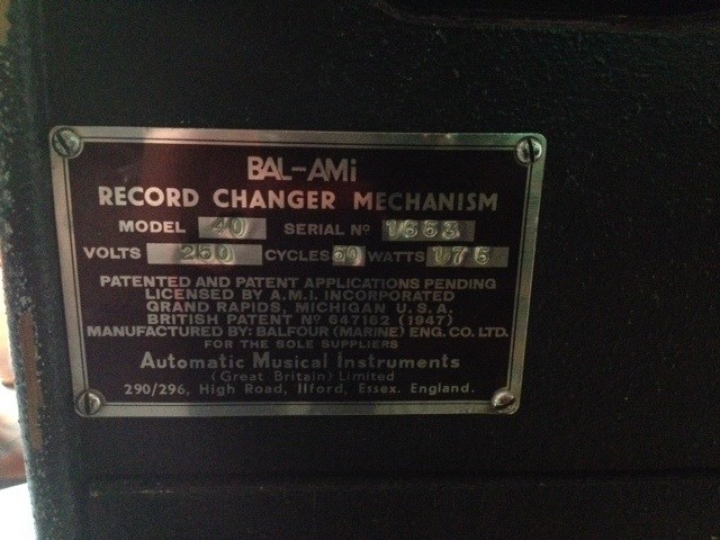 BAL-AMi
RECORD CHANGER MECHANISM
MODEL 40 SERIAL Nº 1663
VOLTS 250 CYCLES 50 WATTS 175
PATENTED AND PATENT APPLICATIONS PENDING
LICENSED BY A.M.I. INCORPORATED
GRAND RAPIDS, MICHIGAN U.S.A.
BRITISH PATENT Nº 647162 (1947)
MANUFACTURED BY: BALFOUR (MARINE) ENG. CO. LTD.
FOR THE SOLE SUPPLIERS
Automatic Musical Instruments
(Great Britain) Limited
290/296, High Road, Ilford, Essex. England.